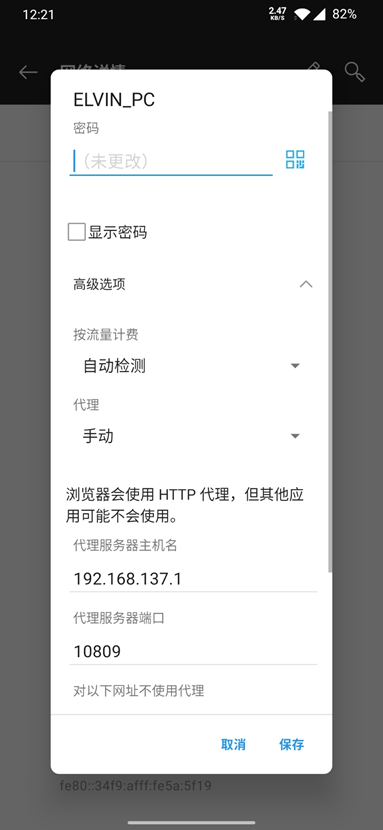 12:21
2.47
KB/S
82%
网络详情
ELVIN_PC
密码
（未更改）
显示密码
高级选项
按流量计费
自动检测
代理
手动
浏览器会使用 HTTP 代理，但其他应
用可能不会使用。
代理服务器主机名
192.168.137.1
代理服务器端口
10809
对以下网址不使用代理
取消
保存
fe80::34f9:afff:fe5a:5f19